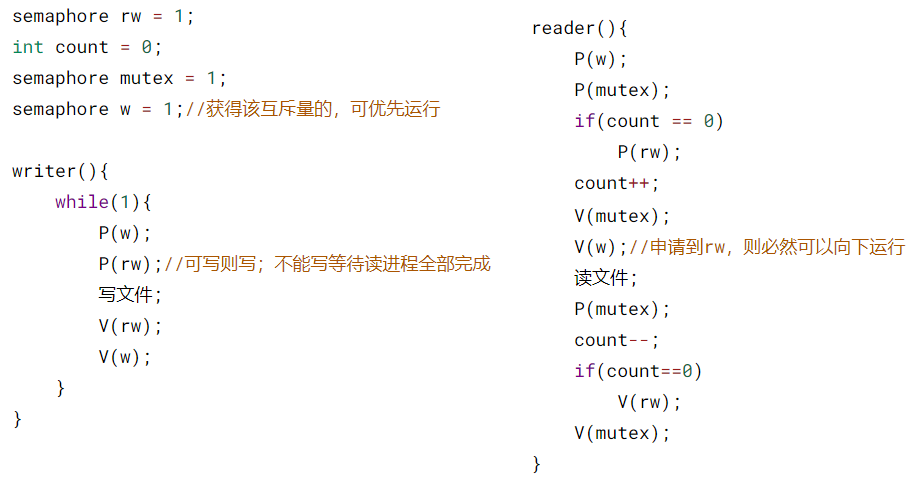 semaphore rw = 1;
int count = 0;
semaphore mutex = 1;
semaphore w = 1;//获得该互斥量的，可优先运行
writer(){
while(1){
P(w);
P(rw);//可写则写；不能写等待读进程全部完成
写文件;
V(rw);
V(w);
}
}
reader(){
P(w);
P(mutex);
if(count == 0)
P(rw);
count++;
V(mutex);
V(w);//申请到rw，则必然可以向下运行
读文件;
P(mutex);
count--;
if(count==0)
V(rw);
V(mutex);
}